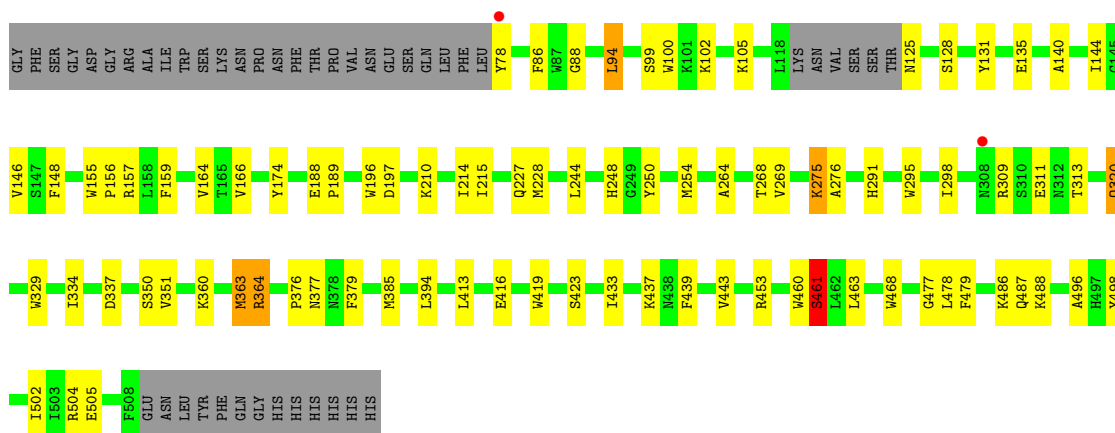 GLY PHE SER GLY ASP GLY ARG ALA ILE TRP SER LYS ASN PRO ASN PHE THR PRO VAL ASN GLU SER GLN LEU PHE LEU Y78 F86 W87 G88 L94 S99 W100 K101 K102 K105 L118 LYS ASN VAL SER SER THR N125 S128 Y131 E135 A140 I144
V146 S147 F148 W155 P156 R157 L158 F159 V164 T165 V166 Y174 E188 P189 W196 D197 K210 I214 I215 Q227 M228 L244 H248 G249 Y250 M254 A264 T268 V269 K275 A276 H291 W295 I298 N308 R309 S310 E311 N312 T313
W329 I334 D337 S350 V351 K360 M363 R364 P376 N377 N378 F379 M385 L394 L413 E416 W419 S423 I433 K437 N438 F439 V443 R453 W460 S461 L462 L463 W468 G477 L478 F479 K486 Q487 K488 A496 H497
I502 I503 R504 E505 F508 GLU ASN LEU TYR PHE GLN GLY HIS HIS HIS HIS HIS HIS